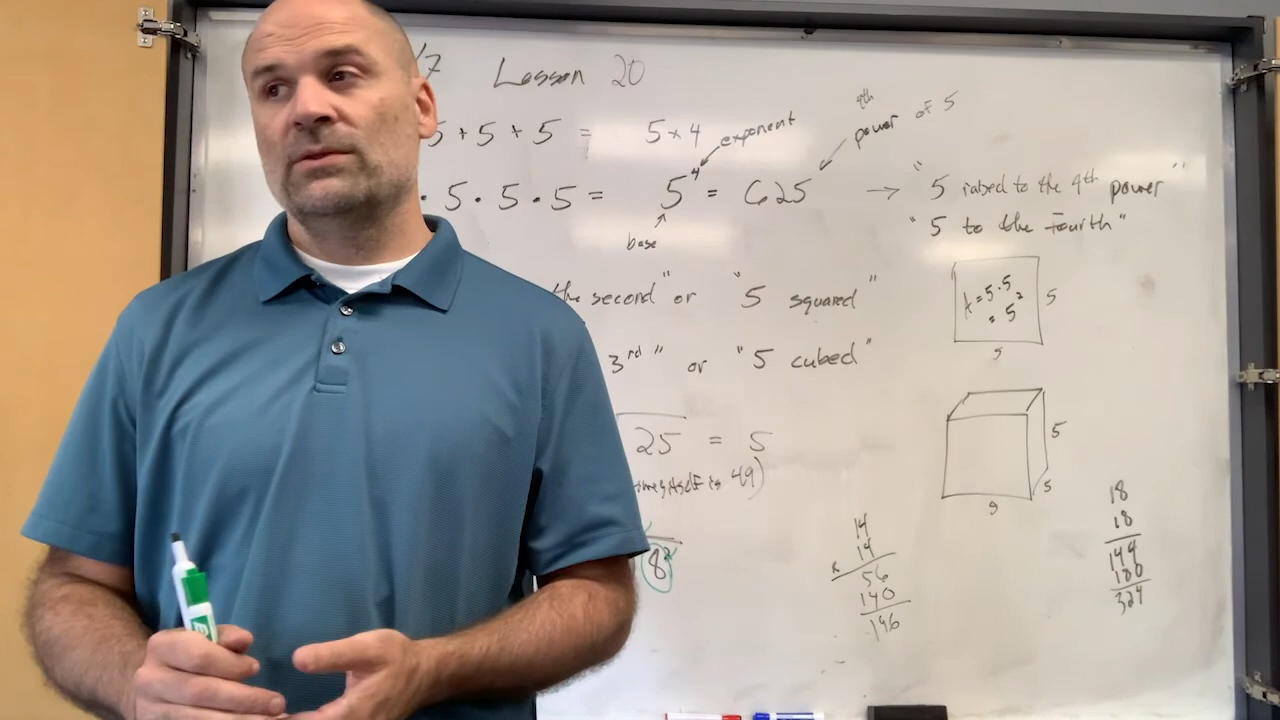 /7 Lesson 20
5 + 5 + 5 = 5 × 4
exponent
4th power of 5
· 5 · 5 · 5 = 5⁴ = 625 → "5 raised to the 4th power"
base
"5 to the fourth"
the second" or "5 squared"
A = 5·5
= 5²
5
5
3rd" or "5 cubed"
25 = 5
itself is 49)
5
5
5
8²
14
× 14
56
140
196
18
18
144
180
324